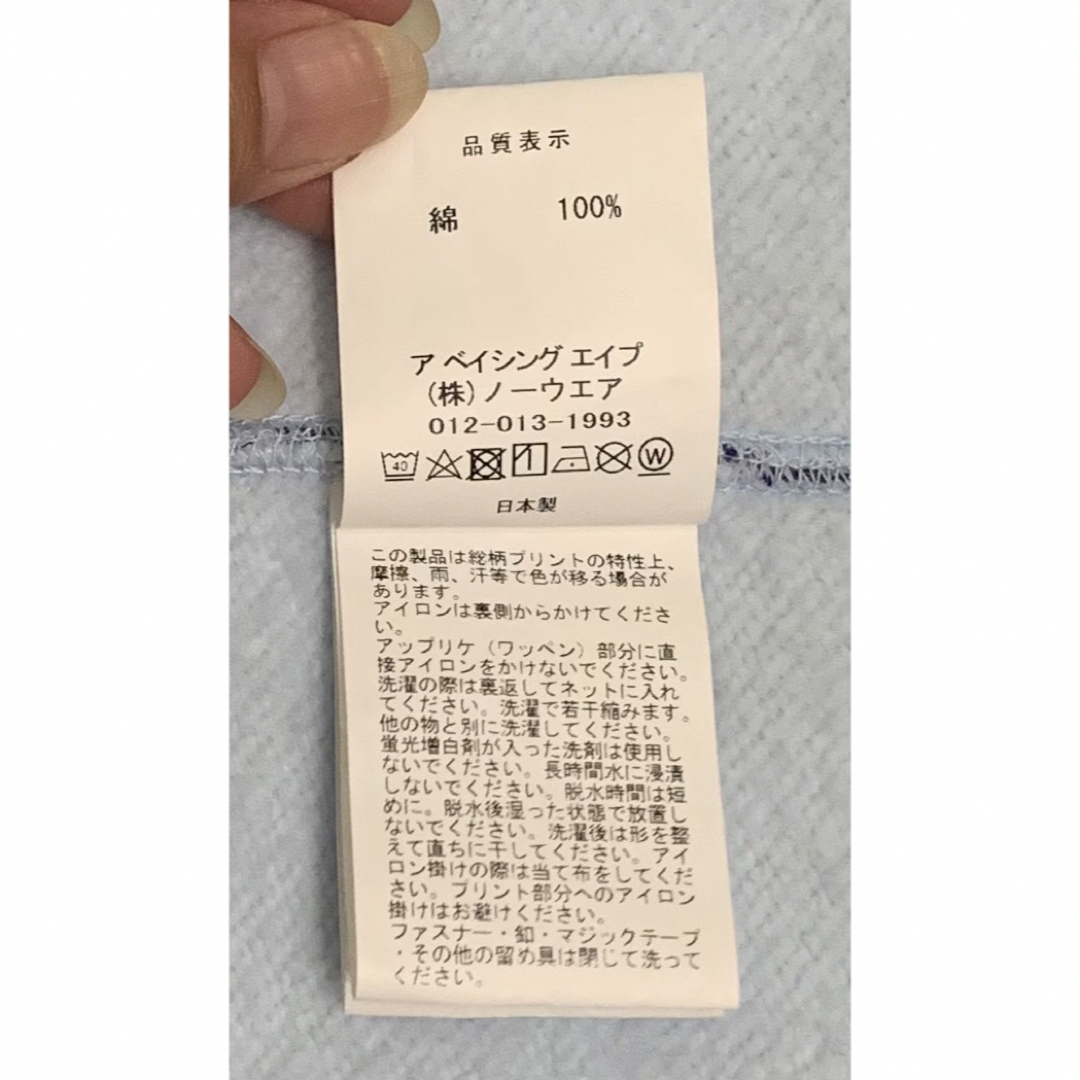 品質表示
綿 100%
ア ベイシング エイプ
(株)ノーウエア
012-013-1993
40 W
日本製
この製品は総柄プリントの特性上、
摩擦、雨、汗等で色が移る場合が
あります。
アイロンは裏側からかけてくださ
い。
アップリケ（ワッペン）部分に直
接アイロンをかけないでください。
洗濯の際は裏返してネットに入れ
てください。洗濯で若干縮みます。
他の物と別に洗濯してください。
蛍光増白剤が入った洗剤は使用し
ないでください。長時間水に浸漬
しないでください。脱水時間は短
めに。脱水後湿った状態で放置し
ないでください。洗濯後は形を整
えて直ちに干してください。アイ
ロン掛けの際は当て布をしてくだ
さい。プリント部分へのアイロン
掛けはお避けください。
ファスナー・釦・マジックテープ
・その他の留め具は閉じて洗って
ください。